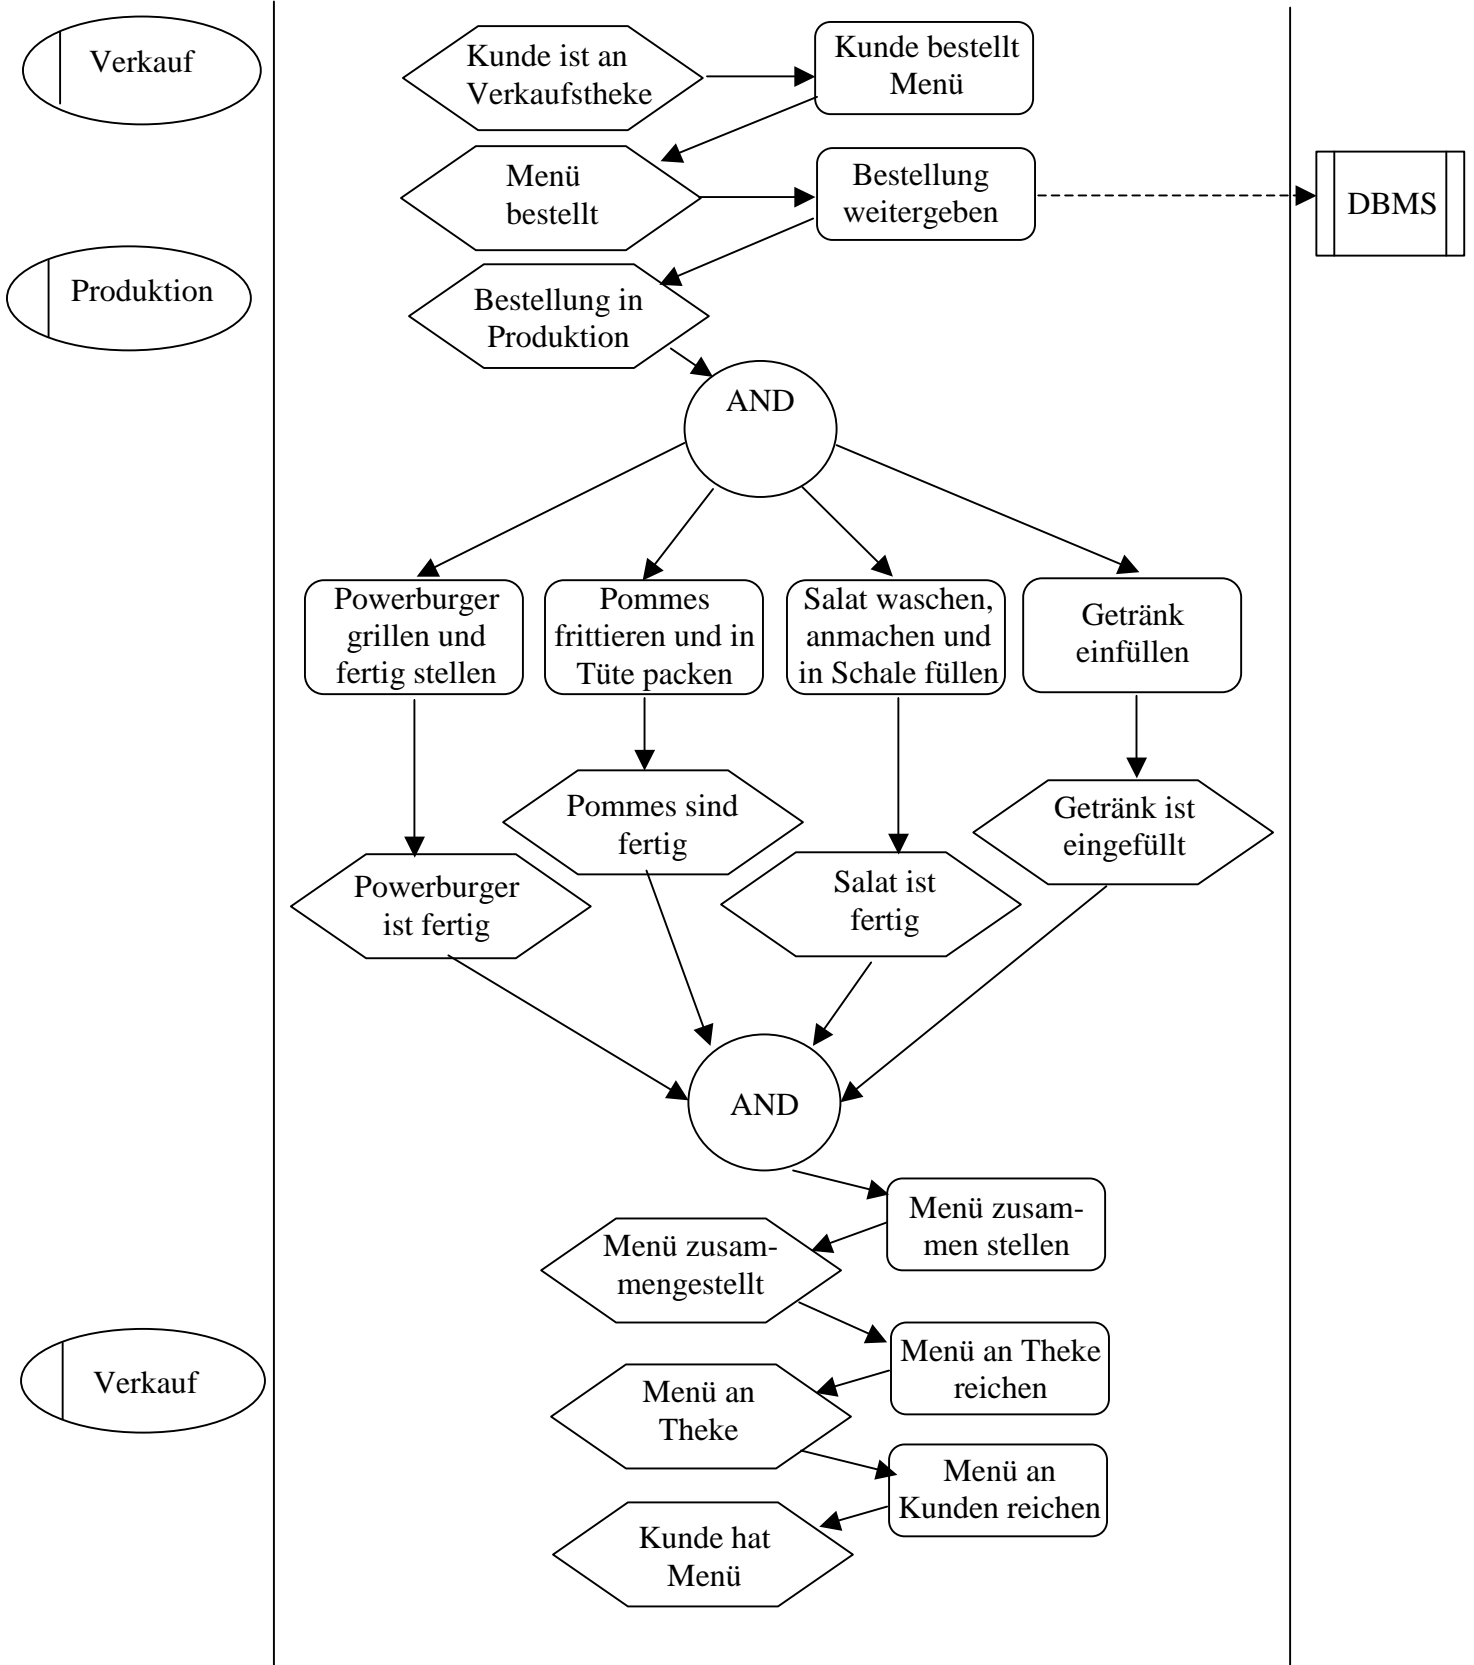 Verkauf
Kunde ist an
Verkaufstheke
Kunde bestellt
Menü
Menü
bestellt
Bestellung
weitergeben
DBMS
Produktion
Bestellung in
Produktion
AND
Powerburger
grillen und
fertig stellen
Pommes
frittieren und in
Tüte packen
Salat waschen,
anmachen und
in Schale füllen
Getränk
einfüllen
Pommes sind
fertig
Getränk ist
eingefüllt
Powerburger
ist fertig
Salat ist
fertig
AND
Menü zusam-
men stellen
Menü zusam-
mengestellt
Verkauf
Menü an Theke
reichen
Menü an
Theke
Menü an
Kunden reichen
Kunde hat
Menü